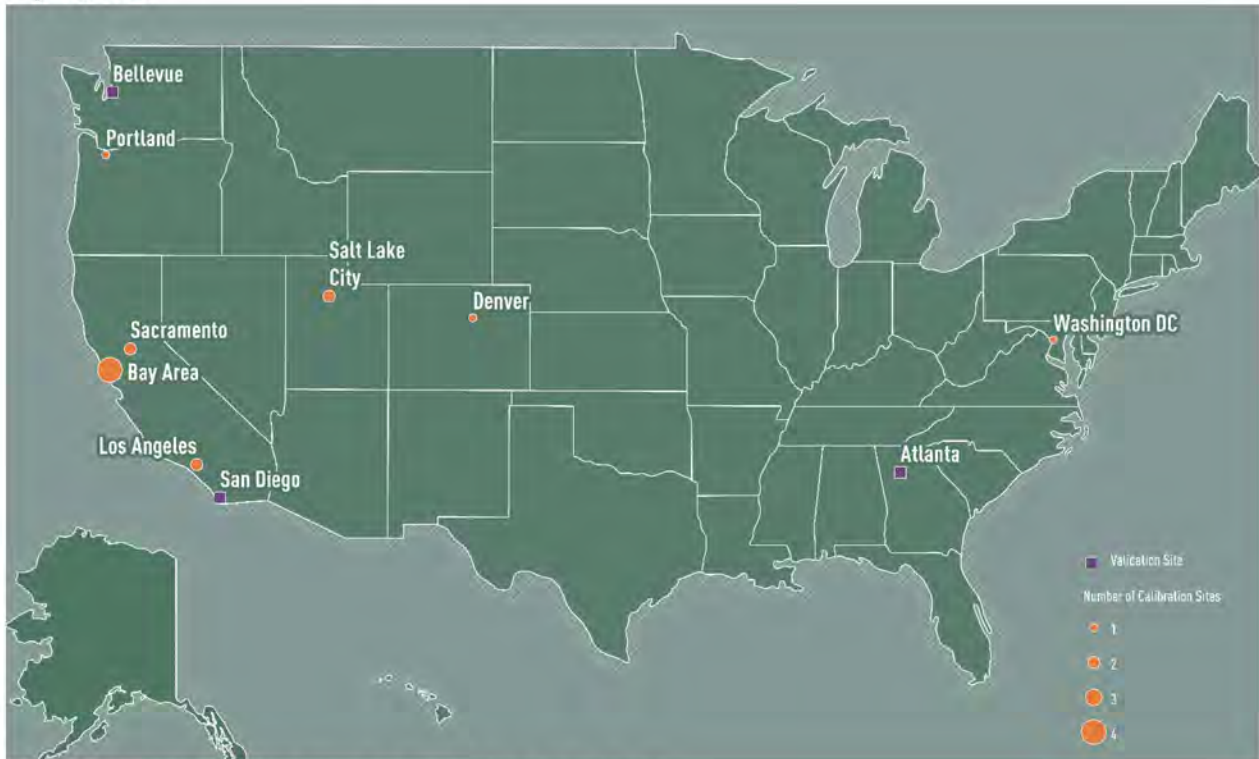 Bellevue
Portland
Salt Lake
City
Denver
Sacramento
Bay Area
Washington DC
Los Angeles
San Diego
Atlanta
Validation Site
Number of Calibration Sites
1
2
3
4